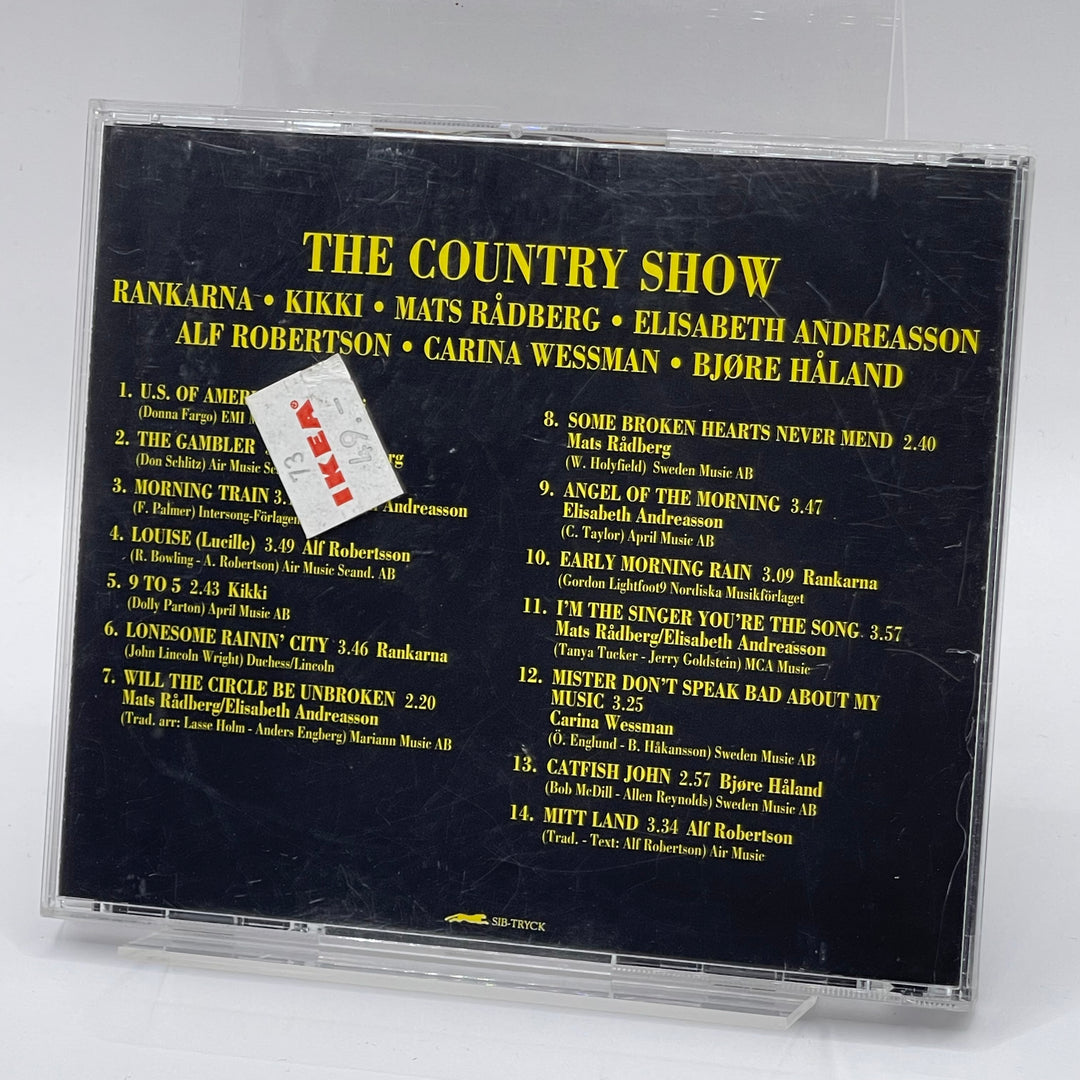 THE COUNTRY SHOW
RANKARNA • KIKKI • MATS RÅDBERG • ELISABETH ANDREASSON
ALF ROBERTSON • CARINA WESSMAN • BJØRE HÅLAND
1. U.S. OF
(Donna Fargo) EMI
2. THE GAMBLER
(Don Schlitz) Air Music
3. MORNING TRAIN Andreasson
(F. Palmer)
4. LOUISE (Lucille) 3.49 Alf Robertsson
(R. Bowling - A. Robertson) Air Music Scand. AB
5. 9 TO 5 2.43 Kikki
(Dolly Parton) April Music AB
6. LONESOME RAININ' CITY 3.46 Rankarna
(John Lincoln Wright) Duchess/Lincoln
7. WILL THE CIRCLE BE UNBROKEN 2.20
Mats Rådberg/Elisabeth Andreasson
(Trad. arr: Lasse Holm - Anders Engberg) Mariann Music AB
IKEA®
73
49.-
8. SOME BROKEN HEARTS NEVER MEND 2.40
Mats Rådberg
(W. Holyfield) Sweden Music AB
9. ANGEL OF THE MORNING 3.47
Elisabeth Andreasson
(C. Taylor) April Music AB
10. EARLY MORNING RAIN 3.09 Rankarna
(Gordon Lightfoot9 Nordiska Musikförlaget
11. I'M THE SINGER YOU'RE THE SONG 3.57
Mats Rådberg/Elisabeth Andreasson
(Tanya Tucker - Jerry Goldstein) MCA Music
12. MISTER DON'T SPEAK BAD ABOUT MY
MUSIC 3.25
Carina Wessman
(Ö. Englund - B. Håkansson) Sweden Music AB
13. CATFISH JOHN 2.57 Bjøre Håland
(Bob McDill - Allen Reynolds) Sweden Music AB
14. MITT LAND 3.34 Alf Robertson
(Trad. - Text: Alf Robertson) Air Music
SIB-TRYCK